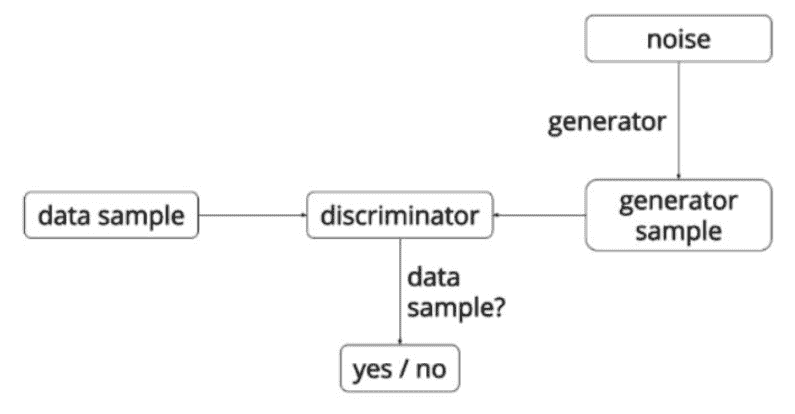 noise
generator
generator
sample
data sample
discriminator
data
sample?
yes / no